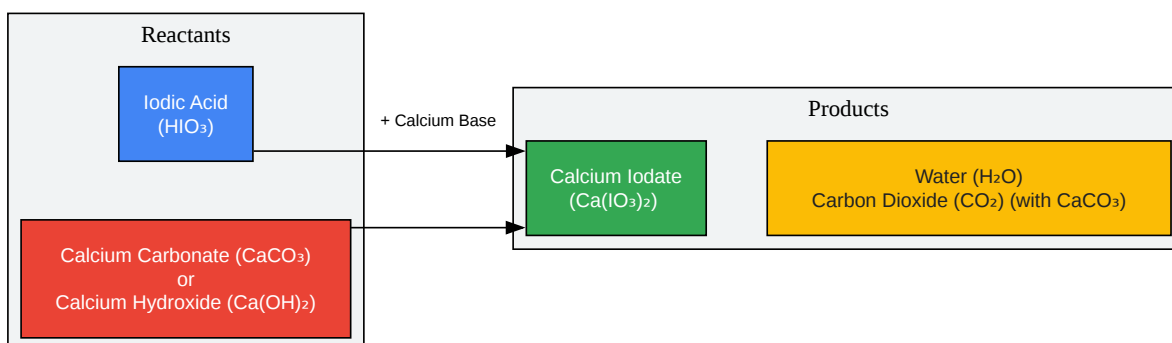 Reactants
Iodic Acid
(HIO₃)
+ Calcium Base
Calcium Carbonate (CaCO₃)
or
Calcium Hydroxide (Ca(OH)₂)
Products
Calcium Iodate
(Ca(IO₃)₂)
Water (H₂O)
Carbon Dioxide (CO₂) (with CaCO₃)